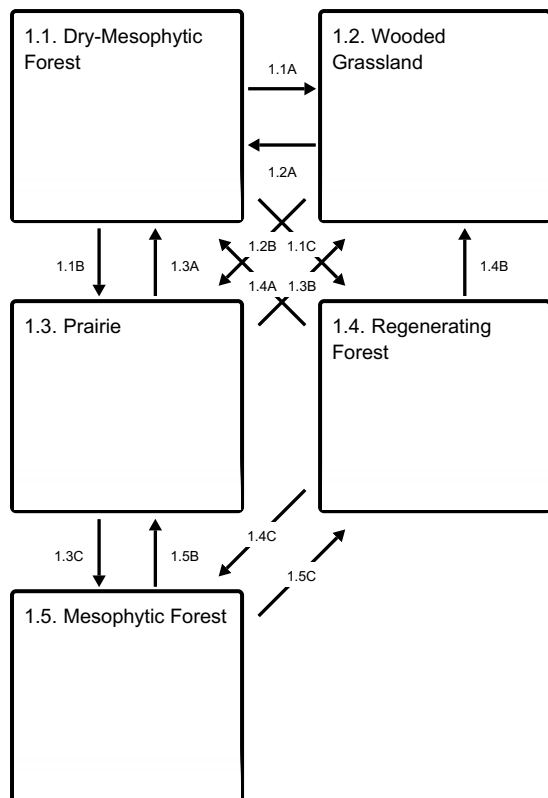 1.1. Dry-Mesophytic
Forest
1.2. Wooded
Grassland
1.1A
1.2A
1.2B
1.1C
1.1B
1.3A
1.4A
1.3B
1.4B
1.3. Prairie
1.4. Regenerating
Forest
1.4C
1.3C
1.5B
1.5C
1.5. Mesophytic Forest